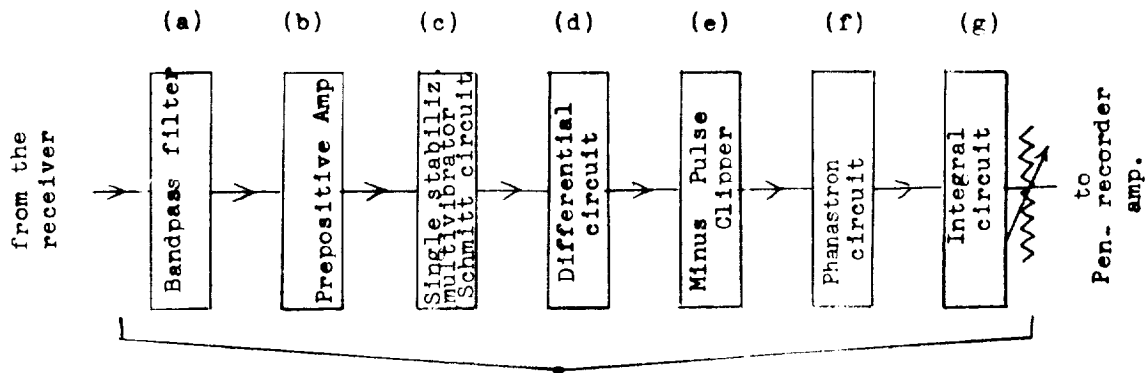 (a)
(b)
(c)
(d)
(e)
(f)
(g)
from the
receiver
Bandpass filter
Prepositive Amp
Single stabiliz.
multivibrator
Schmitt circuit
Differential
circuit
Minus Pulse
Clipper
Phanastron
circuit
Integral
circuit
to
Pen- recorder
amp.